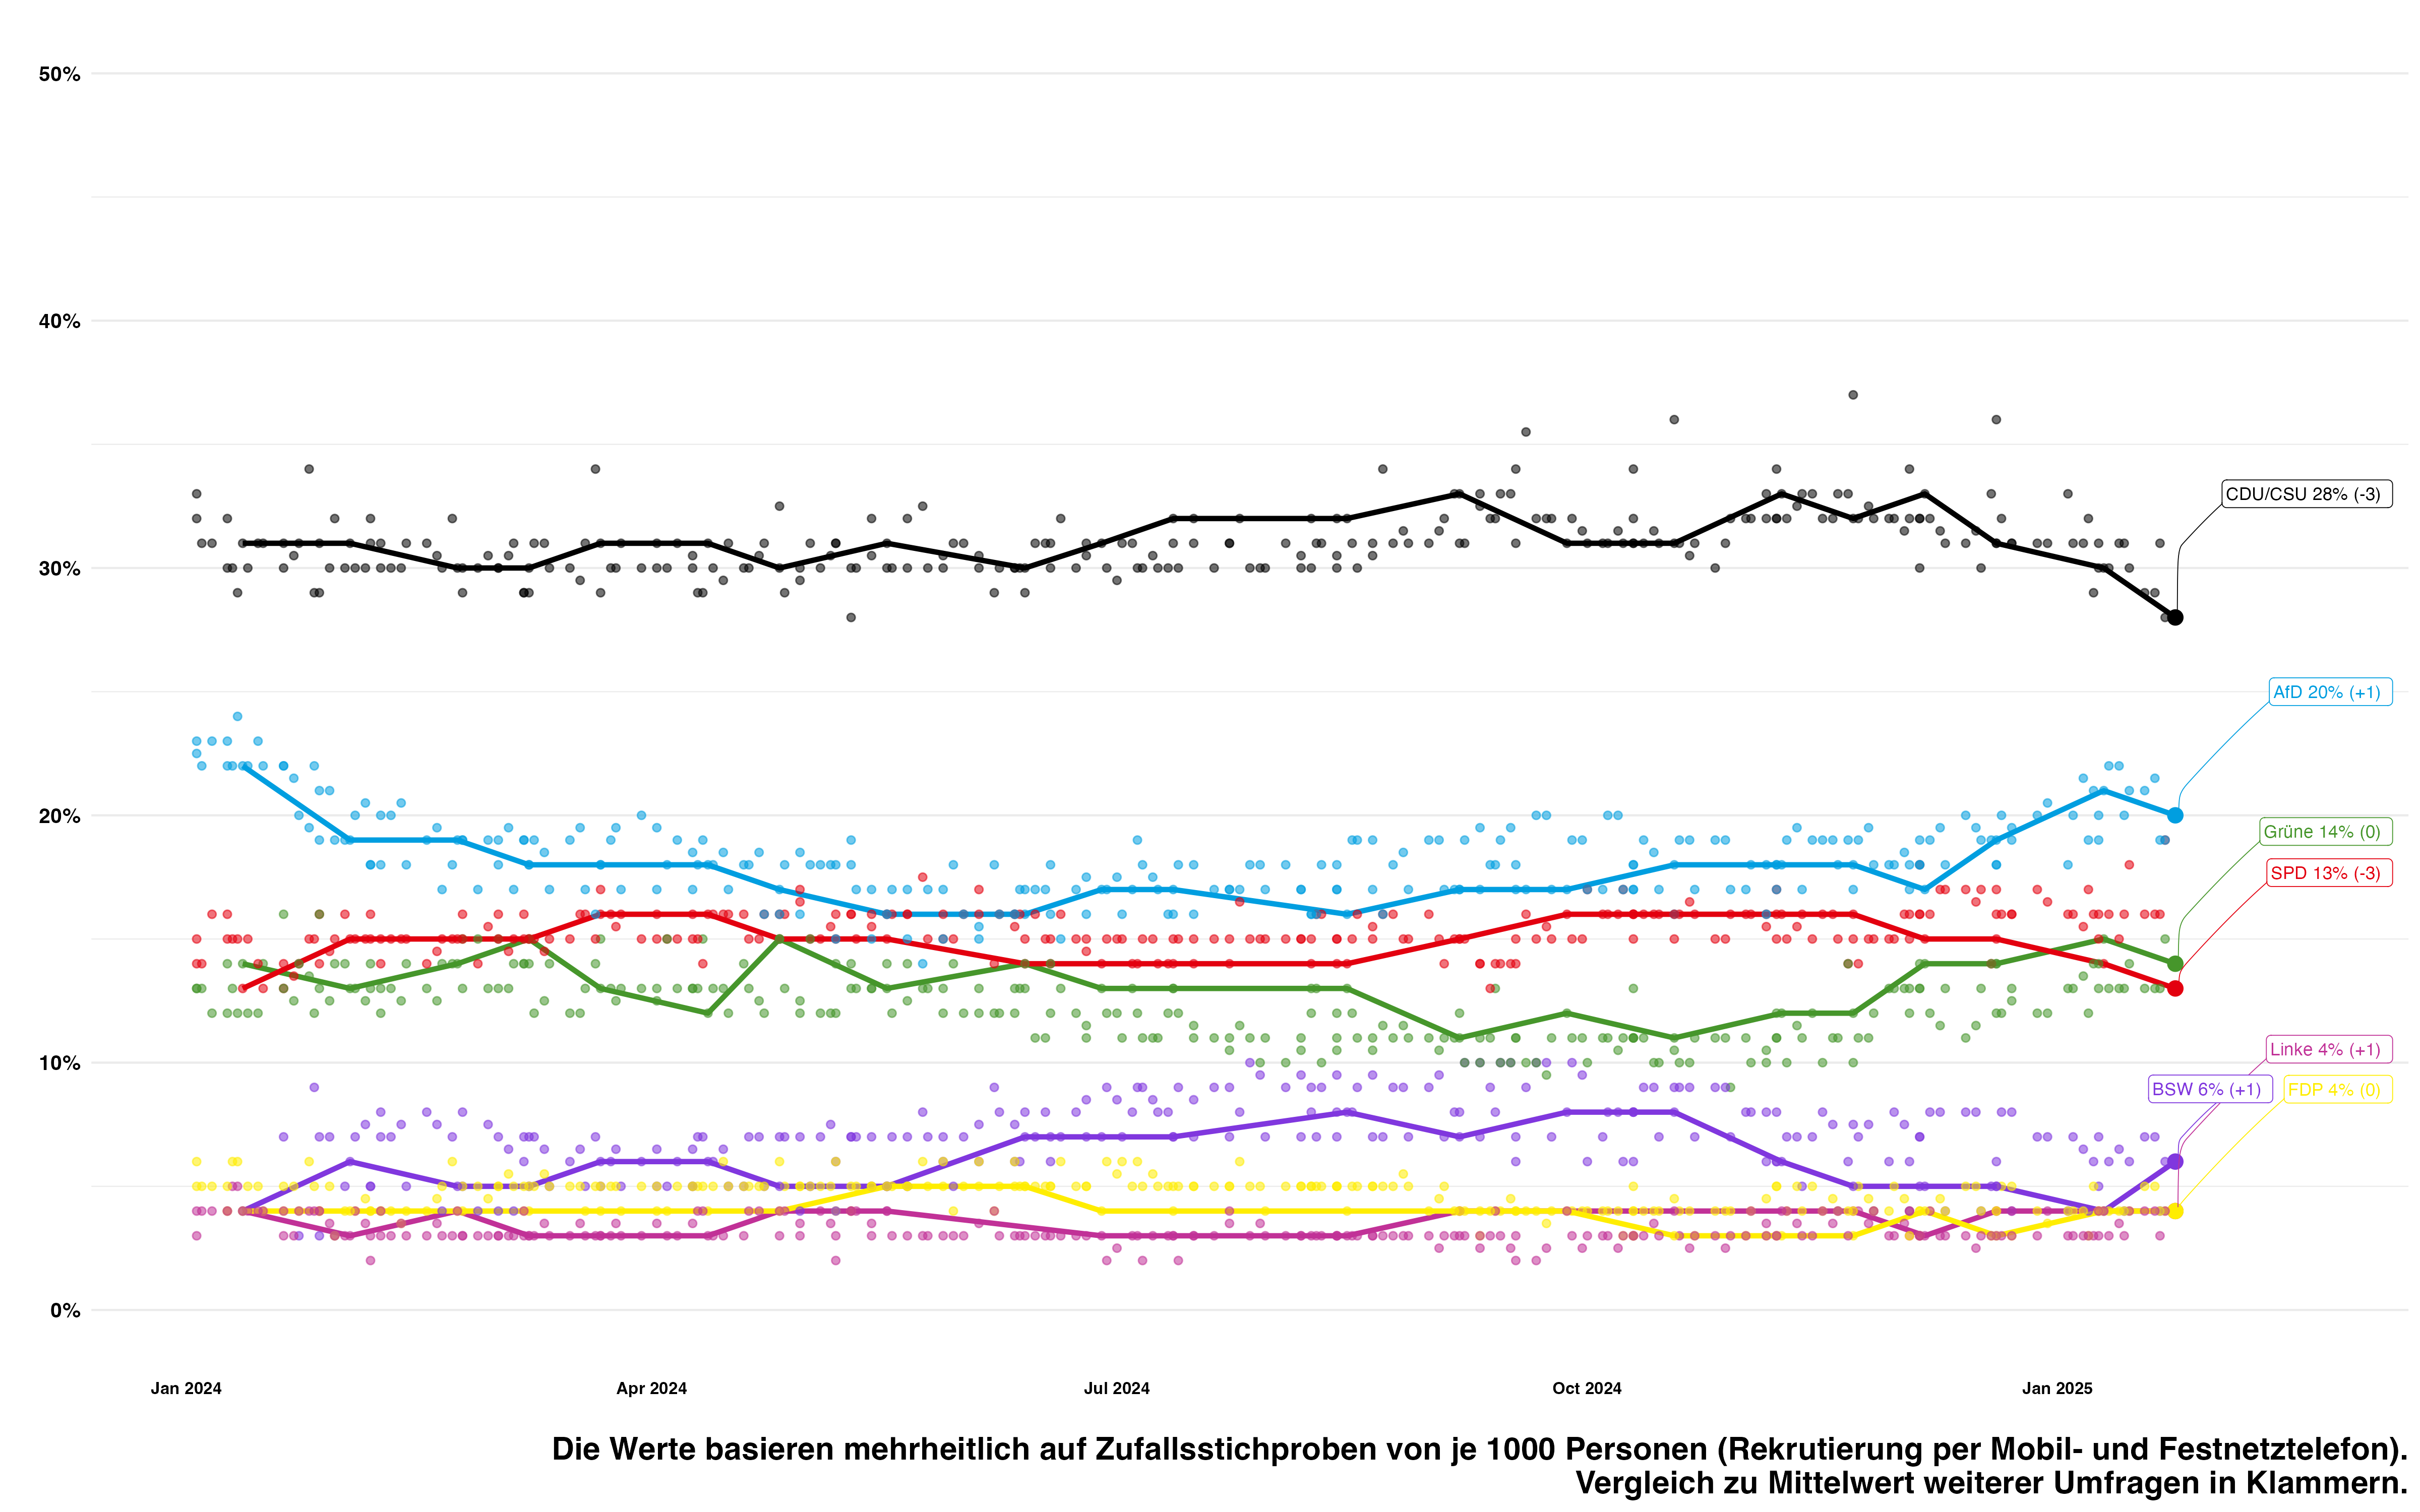 50%
40%
30%
20%
10%
0%
CDU/CSU 28% (-3)
AfD 20% (+1)
Grüne 14% (0)
SPD 13% (-3)
Linke 4% (+1)
BSW 6% (+1)
FDP 4% (0)
Jan 2024
Apr 2024
Jul 2024
Oct 2024
Jan 2025
Die Werte basieren mehrheitlich auf Zufallsstichproben von je 1000 Personen (Rekrutierung per Mobil- und Festnetztelefon).
Vergleich zu Mittelwert weiterer Umfragen in Klammern.